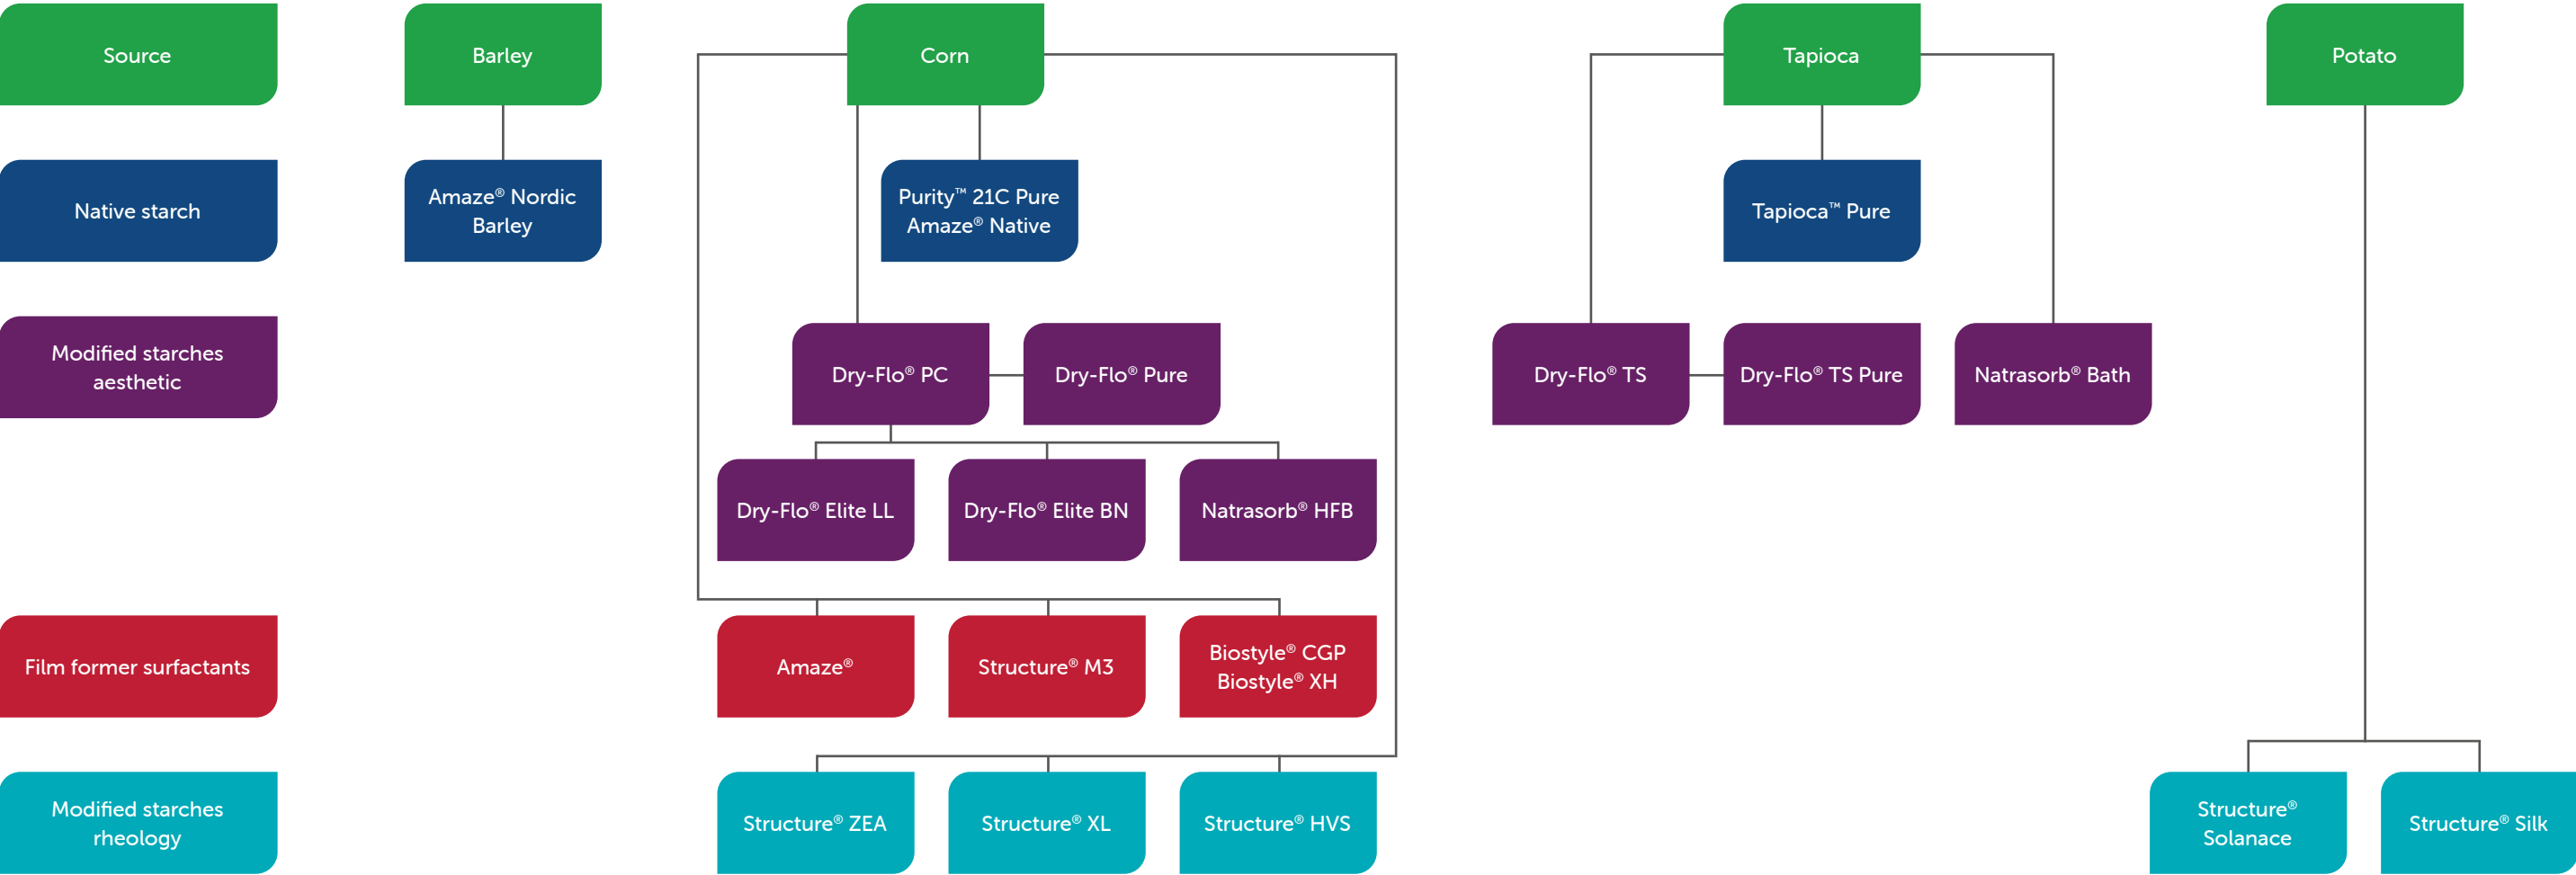 Source
Barley
Corn
Tapioca
Potato
Native starch
Amaze® Nordic
Barley
Purity™ 21C Pure
Amaze® Native
Tapioca™ Pure
Modified starches
aesthetic
Dry-Flo® PC
Dry-Flo® Pure
Dry-Flo® TS
Dry-Flo® TS Pure
Natrasorb® Bath
Dry-Flo® Elite LL
Dry-Flo® Elite BN
Natrasorb® HFB
Film former surfactants
Amaze®
Structure® M3
Biostyle® CGP
Biostyle® XH
Modified starches
rheology
Structure® ZEA
Structure® XL
Structure® HVS
Structure®
Solanace
Structure® Silk